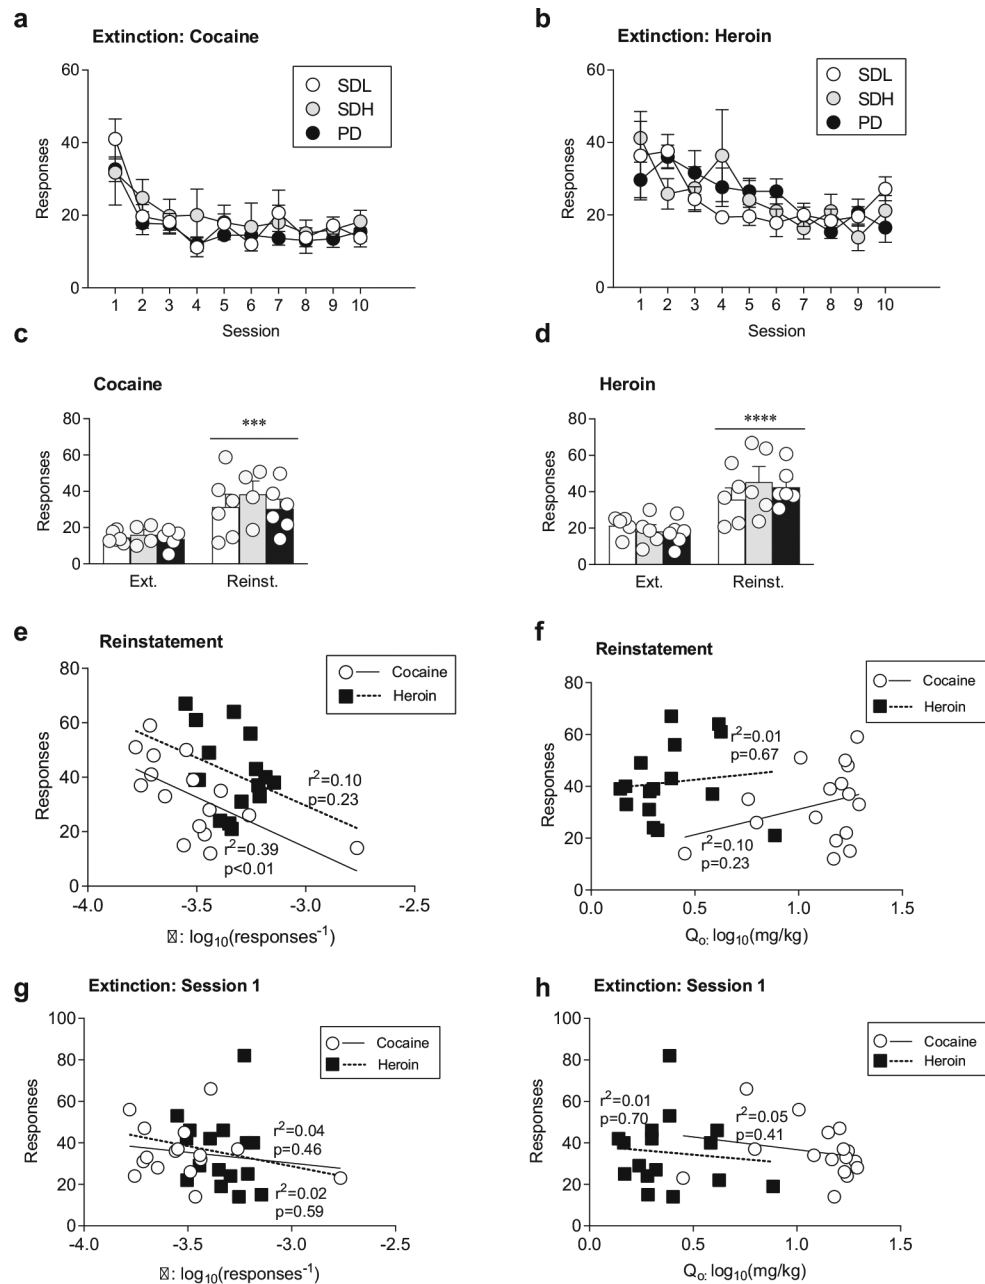 a
Extinction: Cocaine
60
40
20
0
Responses
SDL
SDH
PD
1 2 3 4 5 6 7 8 9 10
Session
b
Extinction: Heroin
60
40
20
0
Responses
SDL
SDH
PD
1 2 3 4 5 6 7 8 9 10
Session
c
Cocaine
80
60
40
20
0
Responses
***
Ext. Reinst.
d
Heroin
80
60
40
20
0
Responses
****
Ext. Reinst.
e
Reinstatement
Cocaine
Heroin
80
60
40
20
0
Responses
r²=0.10
p=0.23
r²=0.39
p<0.01
-4.0 -3.5 -3.0 -2.5
: log₁₀(responses⁻¹)
f
Reinstatement
Cocaine
Heroin
80
60
40
20
0
Responses
r²=0.01
p=0.67
r²=0.10
p=0.23
0.0 0.5 1.0 1.5
Qₒ: log₁₀(mg/kg)
g
Extinction: Session 1
Cocaine
Heroin
100
80
60
40
20
0
Responses
r²=0.04
p=0.46
r²=0.02
p=0.59
-4.0 -3.5 -3.0 -2.5
: log₁₀(responses⁻¹)
h
Extinction: Session 1
Cocaine
Heroin
100
80
60
40
20
0
Responses
r²=0.01
p=0.70
r²=0.05
p=0.41
0.0 0.5 1.0 1.5
Qₒ: log₁₀(mg/kg)